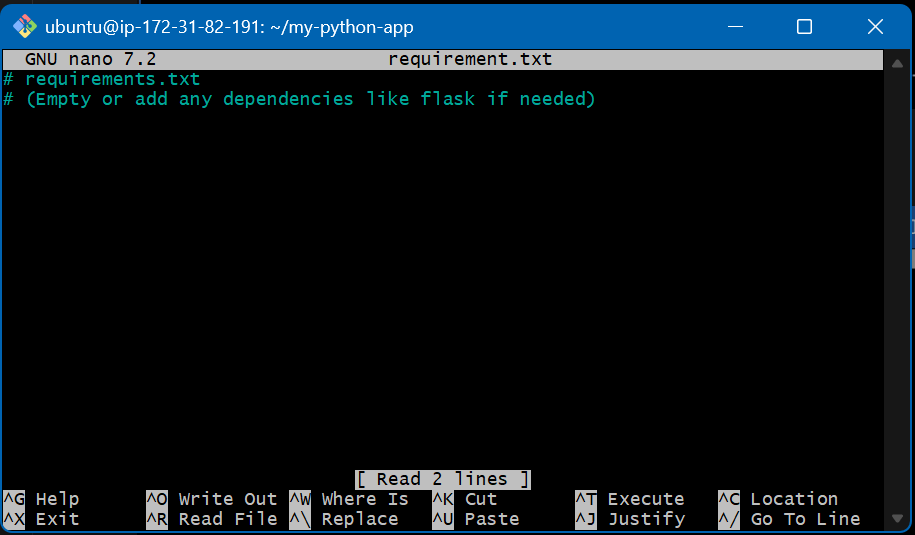 ubuntu@ip-172-31-82-191: ~/my-python-app
GNU nano 7.2 requirement.txt
# requirements.txt
# (Empty or add any dependencies like flask if needed)
[ Read 2 lines ]
^G Help ^O Write Out ^W Where Is ^K Cut ^T Execute ^C Location
^X Exit ^R Read File ^\ Replace ^U Paste ^J Justify ^/ Go To Line